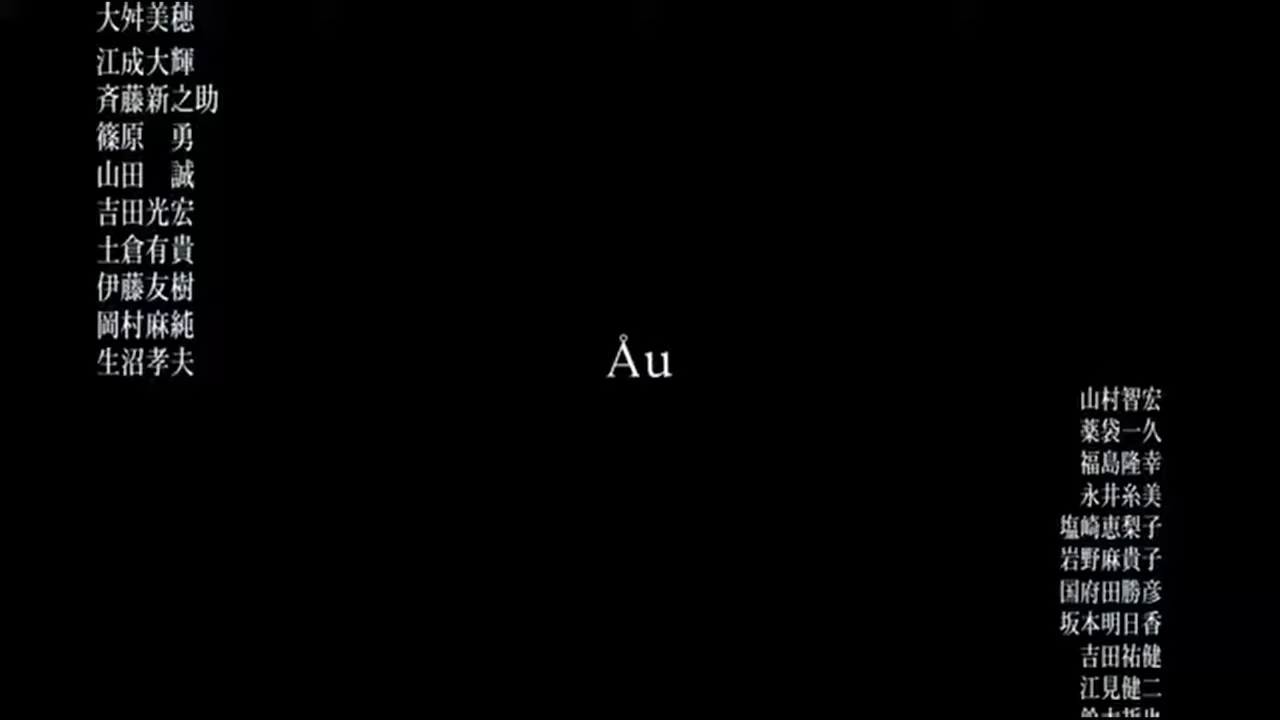 大舛美穂
江成大輝
斉藤新之助
篠原　勇
山田　誠
吉田光宏
土倉有貴
伊藤友樹
岡村麻純
生沼孝夫
Åu
山村智宏
薬袋一久
福島隆幸
永井糸美
塩崎恵梨子
岩野麻貴子
国府田勝彦
坂本明日香
吉田祐健
江見健二